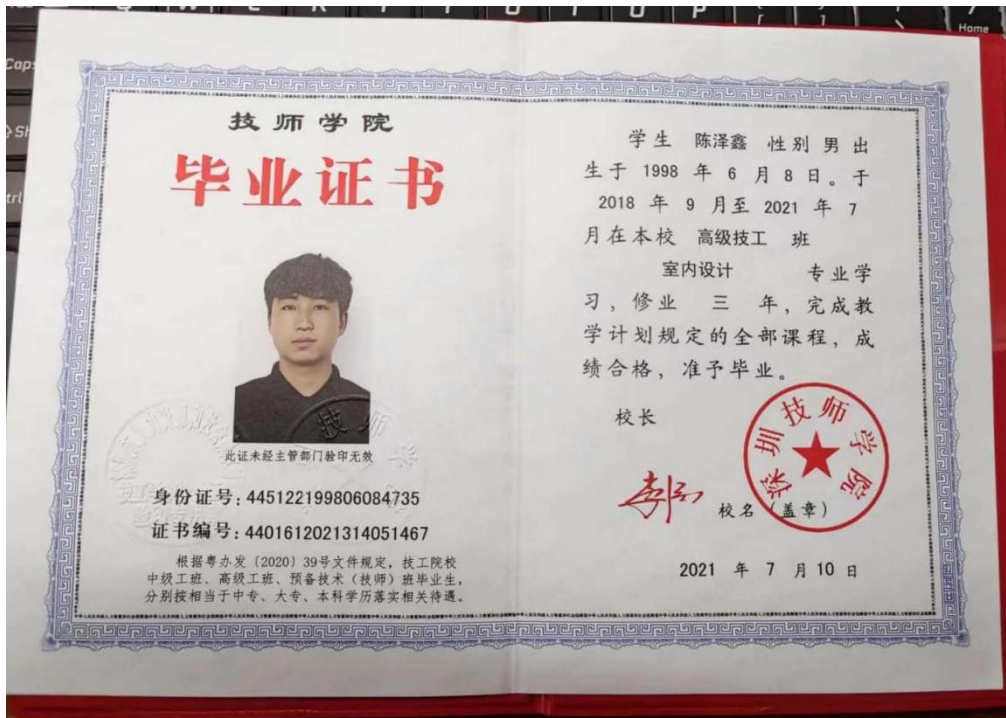 技师学院
毕业证书
此证未经主管部门验印无效
身份证号：445122199806084735
证书编号：4401612021314051467
根据粤办发〔2020〕39号文件规定，技工院校
中级工班、高级工班、预备技术（技师）班毕业生，
分别按相当于中专、大专、本科学历落实相关待遇。
学生 陈泽鑫 性别 男 出
生于 1998 年 6 月 8 日。于
2018 年 9 月至 2021 年 7
月在本校 高级技工 班
室内设计 专业学
习，修业 三 年，完成教
学计划规定的全部课程，成
绩合格，准予毕业。
校长
校名（盖章）
深圳技师学院
2021 年 7 月 10 日
Home